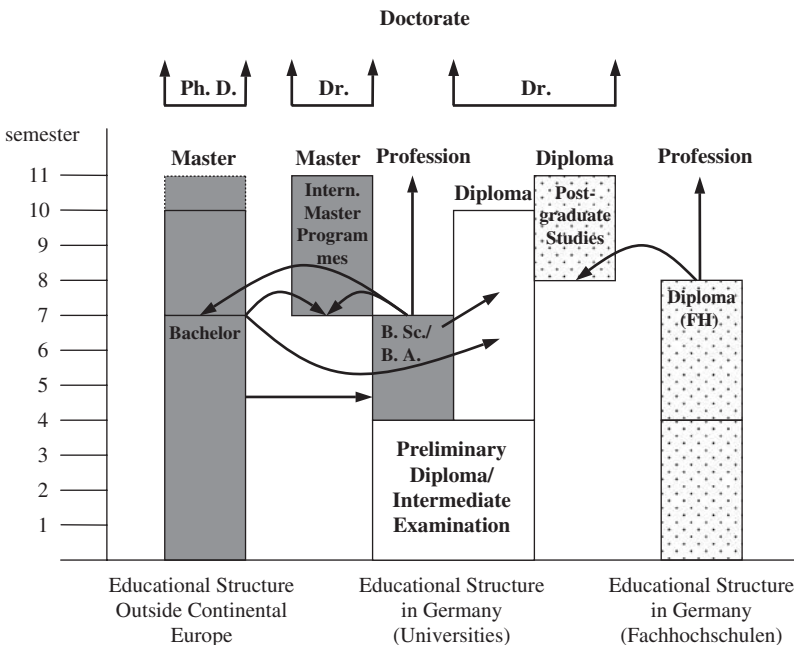 Doctorate
Ph. D.
Dr.
Dr.
semester
Master
Master
Profession
Diploma
Profession
11
10
9
8
7
6
5
4
3
2
1
Intern.
Master
Program
mes
Diploma
Post-
graduate
Studies
Bachelor
B. Sc./
B. A.
Diploma
(FH)
Preliminary
Diploma/
Intermediate
Examination
Educational Structure
Outside Continental
Europe
Educational Structure
in Germany
(Universities)
Educational Structure
in Germany
(Fachhochschulen)